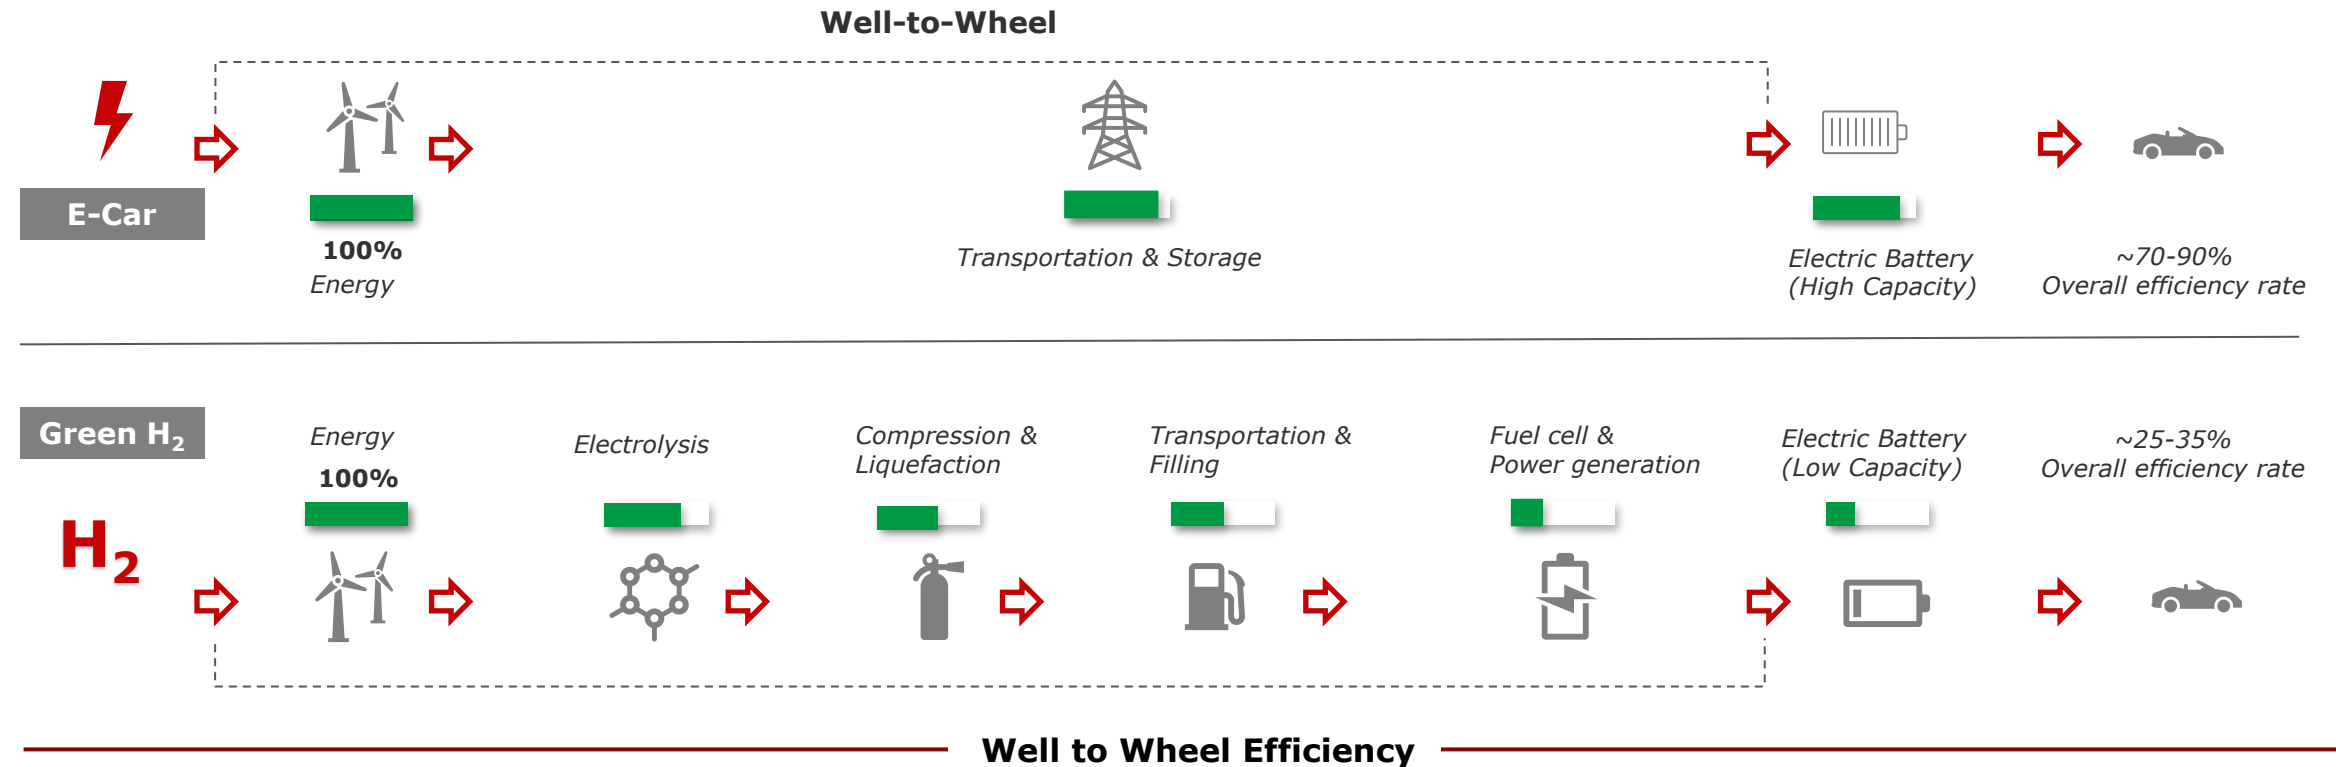 Well-to-Wheel
E-Car
100%
Energy
Transportation & Storage
Electric Battery
(High Capacity)
~70-90%
Overall efficiency rate
Green H₂
Energy
100%
Electrolysis
Compression &
Liquefaction
Transportation &
Filling
Fuel cell &
Power generation
Electric Battery
(Low Capacity)
~25-35%
Overall efficiency rate
H₂
Well to Wheel Efficiency